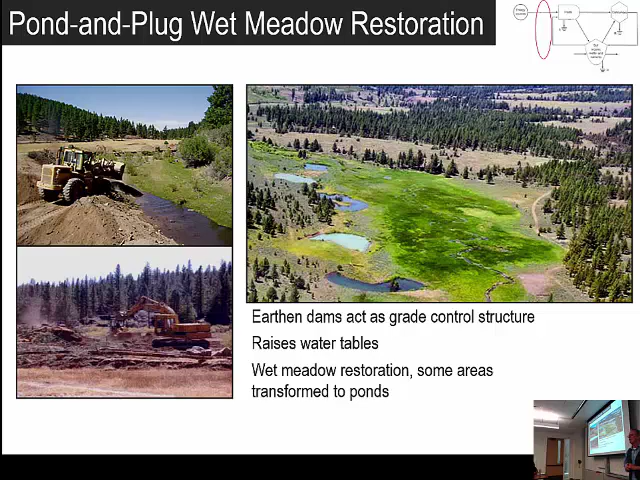 Pond-and-Plug Wet Meadow Restoration
Earthen dams act as grade control structure
Raises water tables
Wet meadow restoration, some areas
transformed to ponds